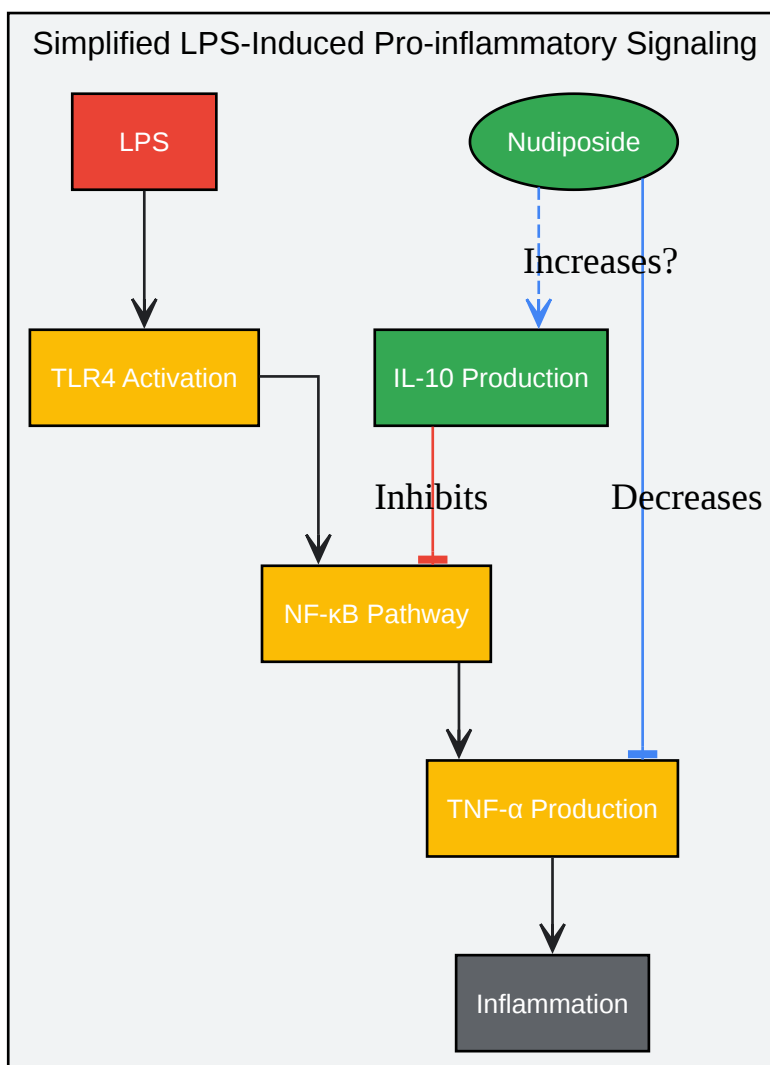 Simplified LPS-Induced Pro-inflammatory Signaling
LPS
Nudiposide
Increases?
TLR4 Activation
IL-10 Production
Inhibits
Decreases
NF-κB Pathway
TNF-α Production
Inflammation